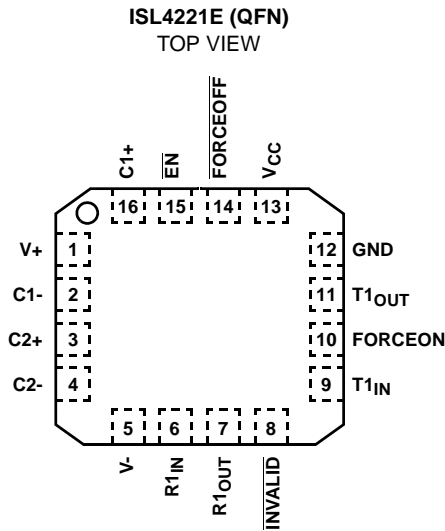 ISL4221E (QFN)
TOP VIEW
C1+
EN
FORCEOFF
VCC
16
15
14
13
V+ 1
12 GND
C1- 2
11 T1OUT
C2+ 3
10 FORCEON
C2- 4
9 T1IN
5
6
7
8
V-
R1IN
R1OUT
INVALID